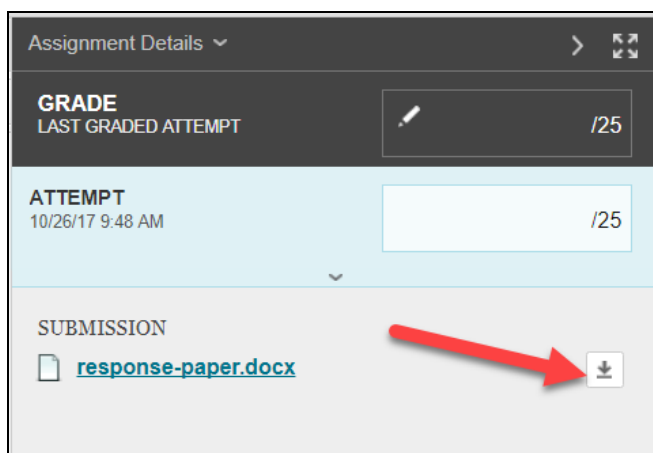 Assignment Details
GRADE
LAST GRADED ATTEMPT
/25
ATTEMPT
10/26/17 9:48 AM
/25
SUBMISSION
response-paper.docx